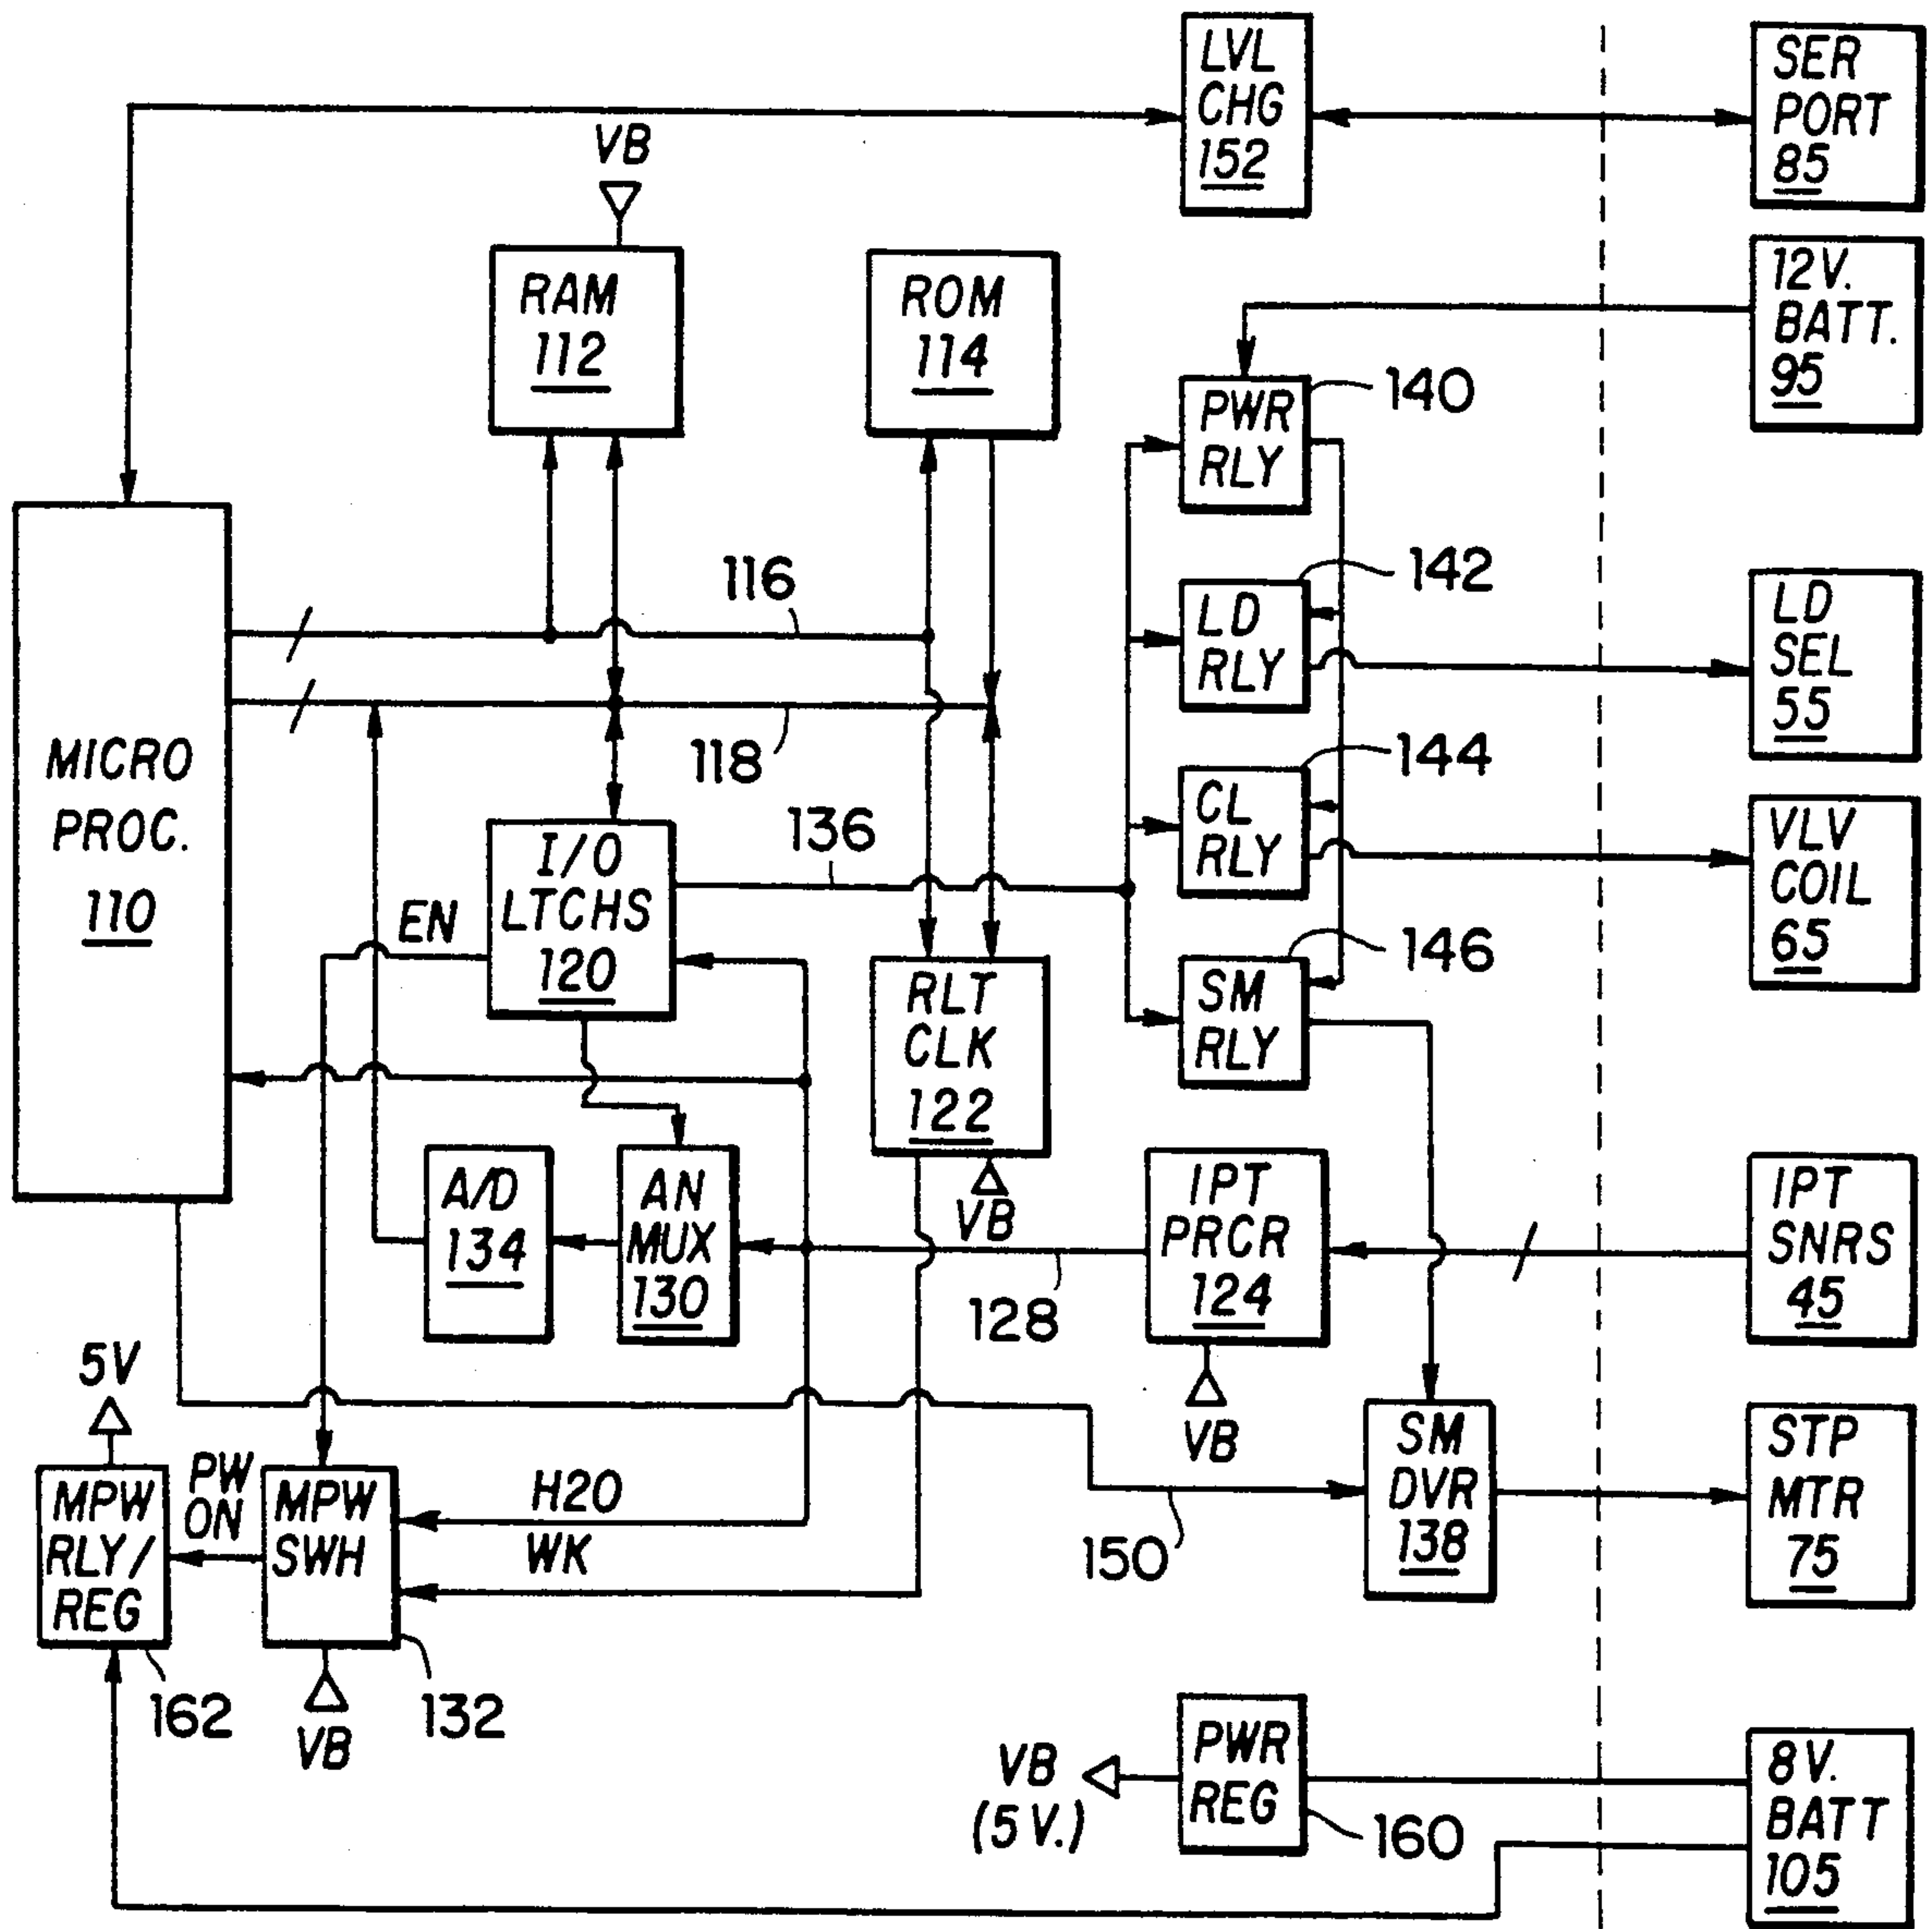 LVL
CHG
152
SER
PORT
85
VB
RAM
112
ROM
114
12V.
BATT.
95
PWR
RLY
140
116
LD
RLY
142
LD
SEL
55
MICRO
PROC.
110
118
CL
RLY
144
VLV
COIL
65
I/O
LTCHS
120
136
EN
SM
RLY
146
RLT
CLK
122
VB
A/D
134
AN
MUX
130
128
IPT
PRCR
124
VB
IPT
SNRS
45
5V
MPW
RLY/
REG
162
PW
ON
MPW
SWH
132
VB
H20
WK
150
SM
DVR
138
STP
MTR
75
VB
(5V.)
PWR
REG
160
8V.
BATT
105